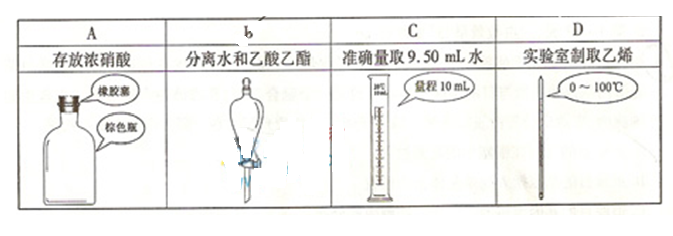 A
b
C
D
存放浓硝酸
分离水和乙酸乙酯
准确量取9.50 mL水
实验室制取乙烯
橡胶塞
棕色瓶
量程10 mL
0～100℃